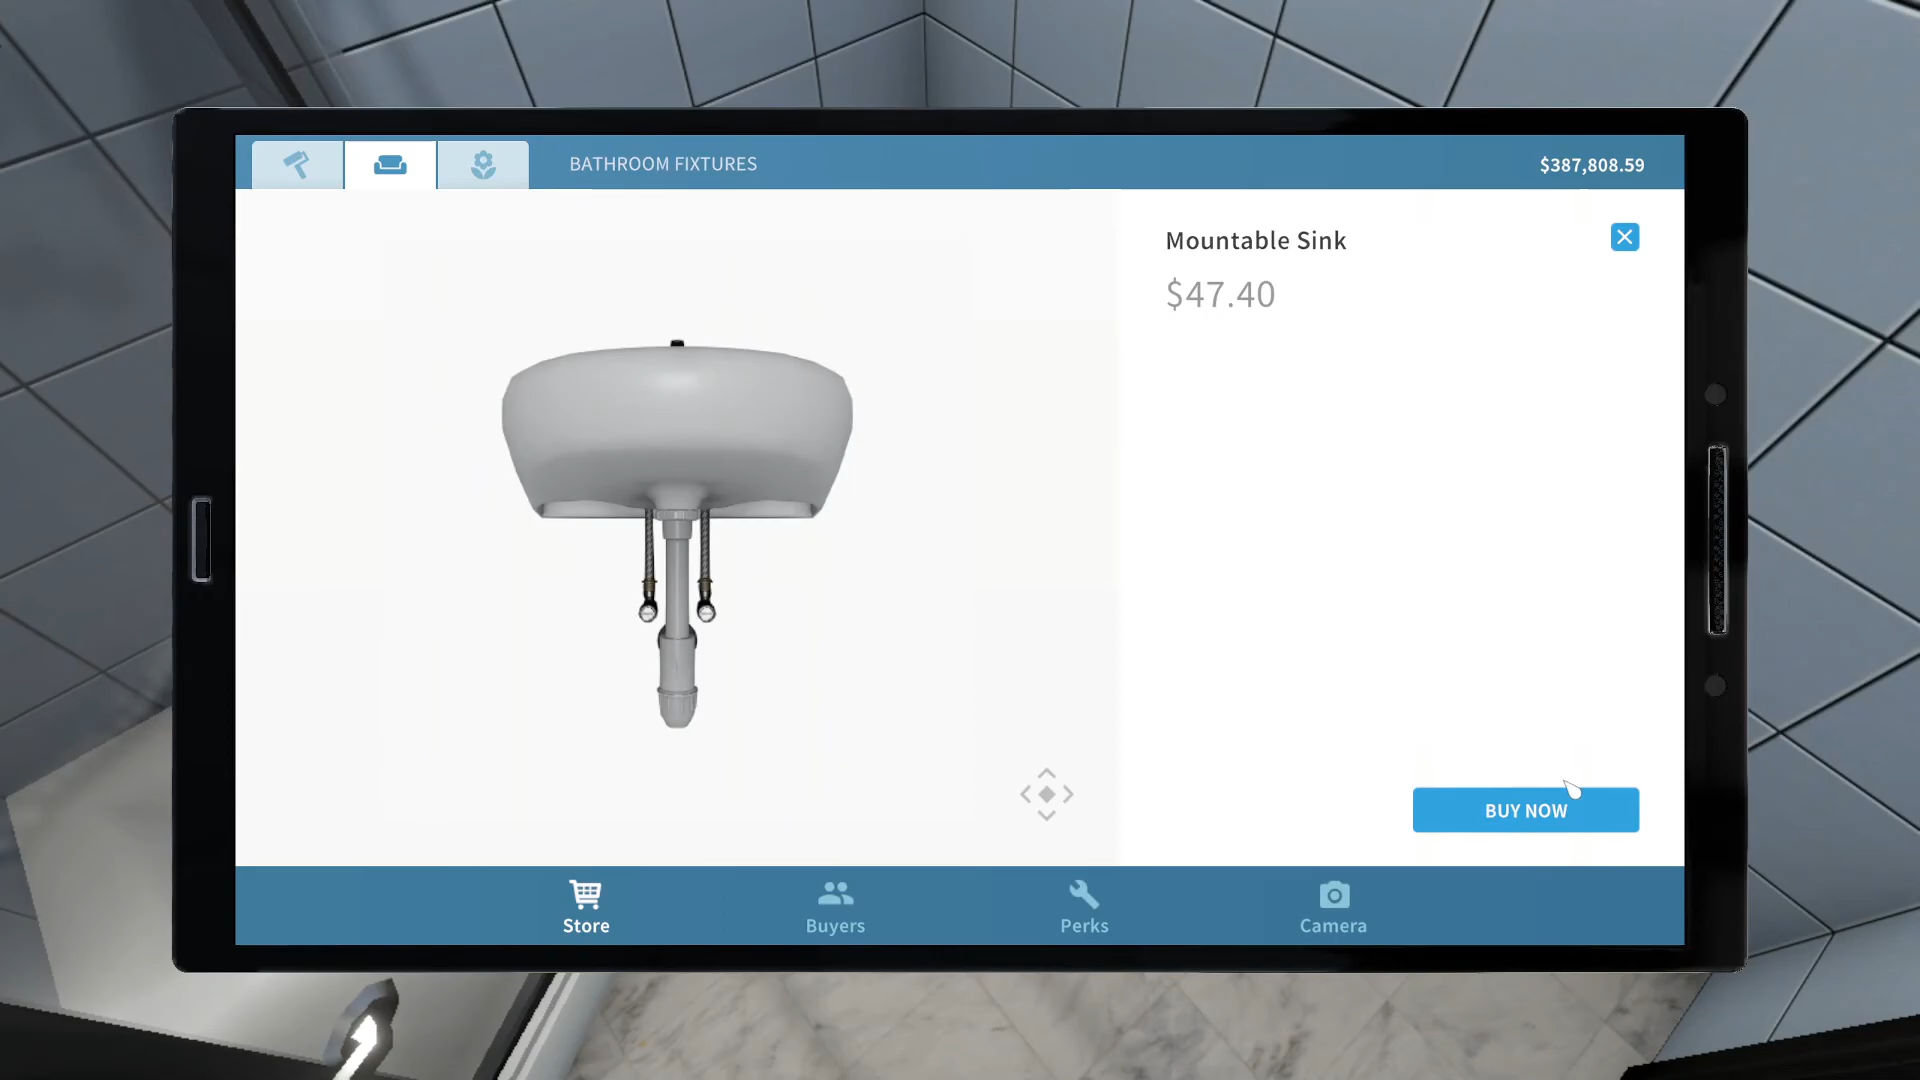 BATHROOM FIXTURES
$387,808.59
Mountable Sink
$47.40
BUY NOW
Store
Buyers
Perks
Camera